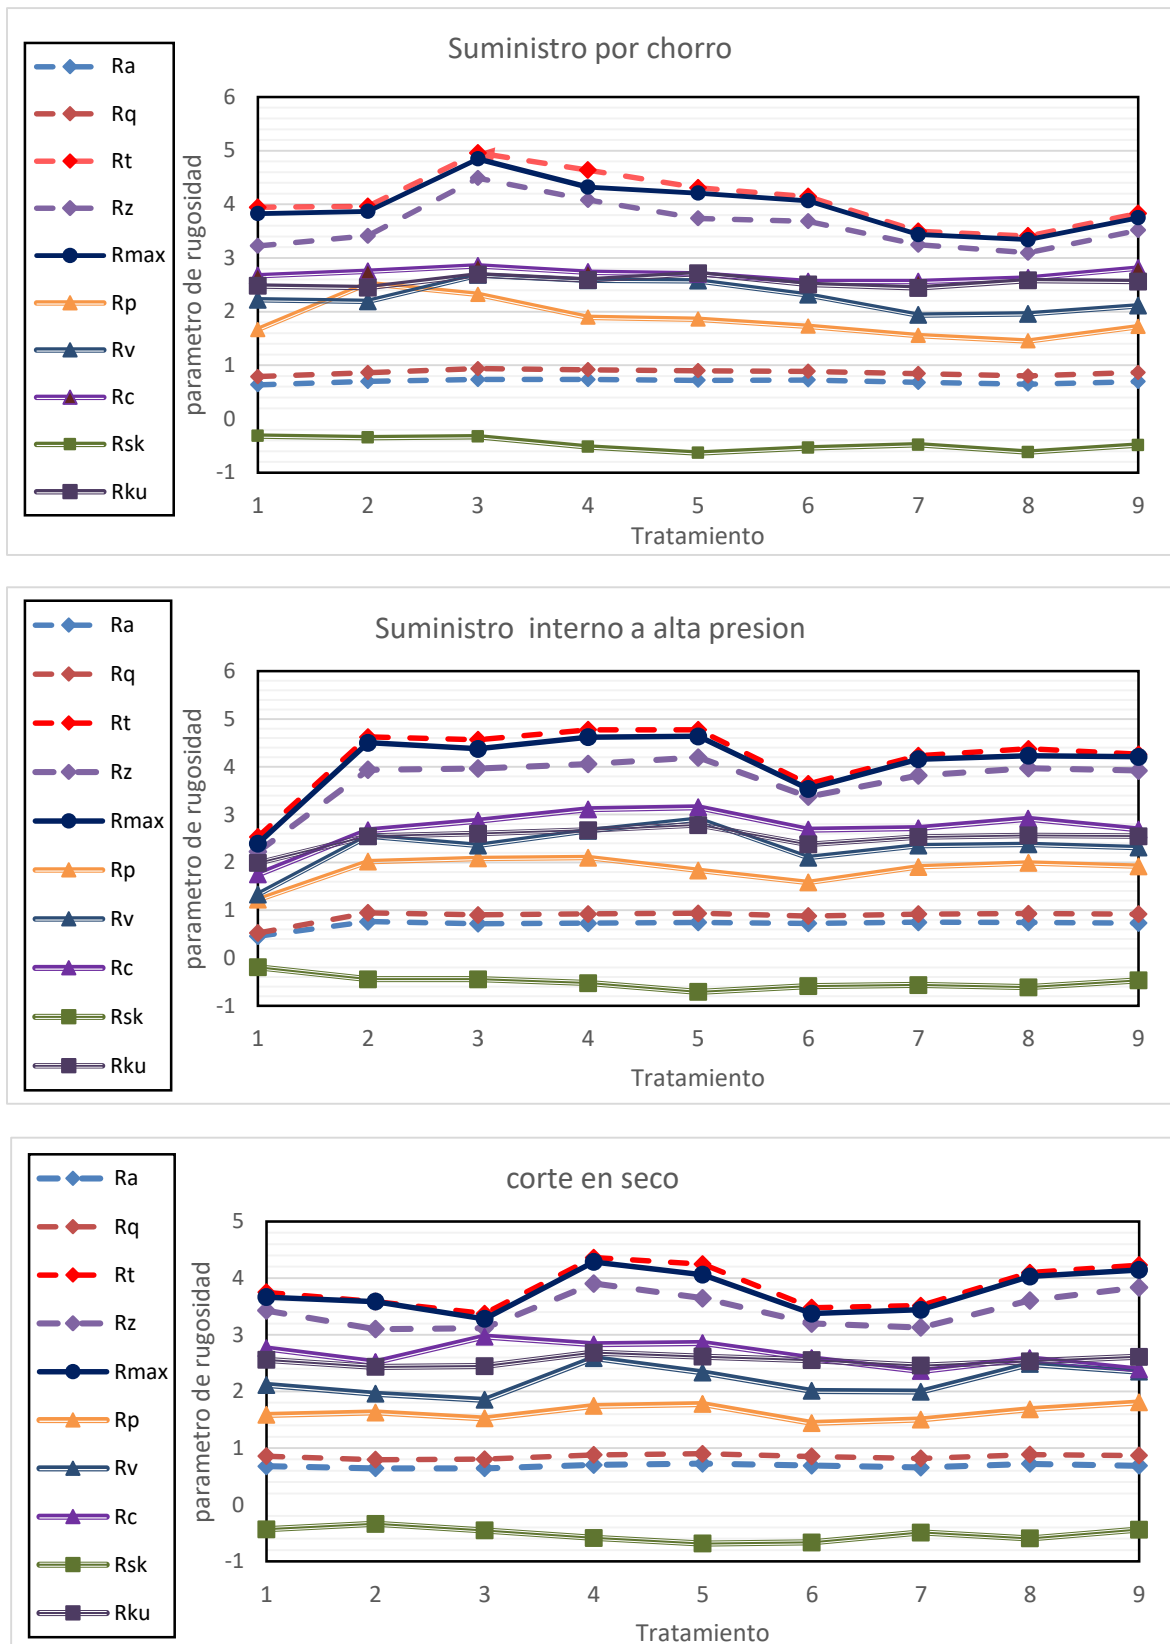 Suministro por chorro
Ra
Rq
Rt
Rz
Rmax
Rp
Rv
Rc
Rsk
Rku
parametro de rugosidad
6
5
4
3
2
1
0
-1
1 2 3 4 5 6 7 8 9
Tratamiento
Suministro interno a alta presion
Ra
Rq
Rt
Rz
Rmax
Rp
Rv
Rc
Rsk
Rku
parametro de rugosidad
6
5
4
3
2
1
0
-1
1 2 3 4 5 6 7 8 9
Tratamiento
corte en seco
Ra
Rq
Rt
Rz
Rmax
Rp
Rv
Rc
Rsk
Rku
parametro de rugosidad
5
4
3
2
1
0
-1
1 2 3 4 5 6 7 8 9
Tratamiento